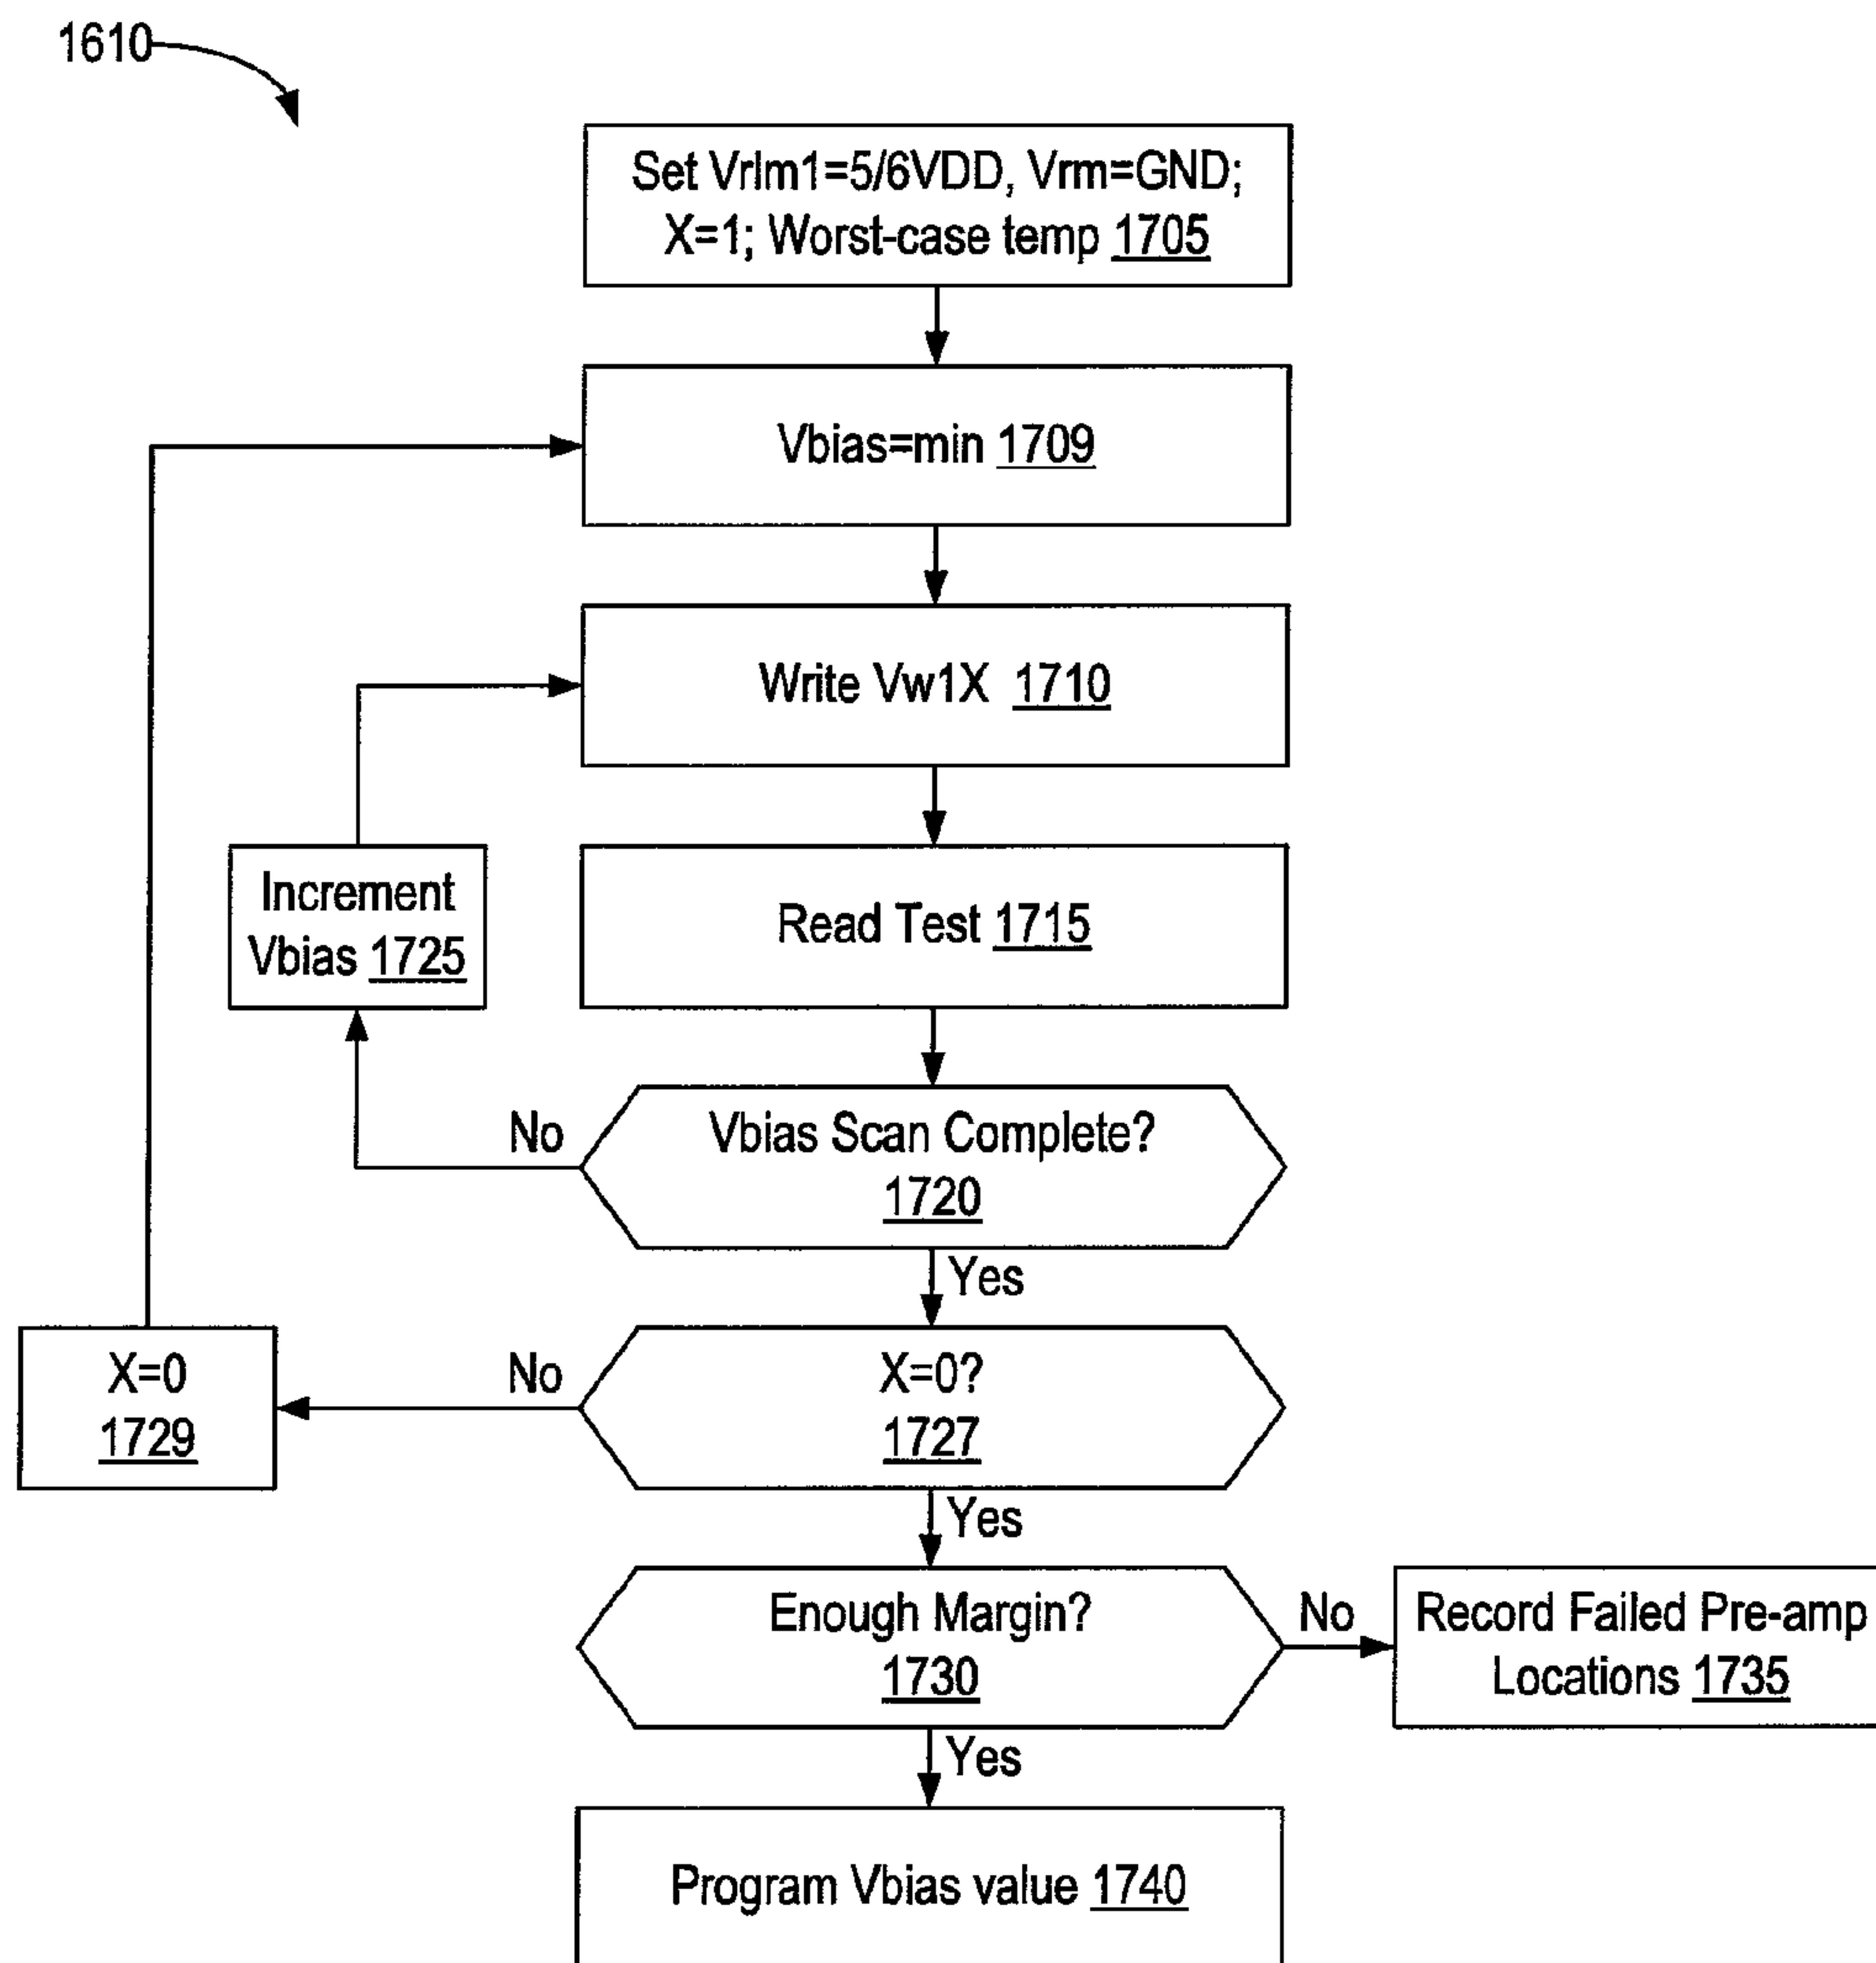 1610
Set Vrlm1=5/6VDD, Vrm=GND;
X=1; Worst-case temp 1705
Vbias=min 1709
Write Vw1X 1710
Increment
Vbias 1725
Read Test 1715
No
Vbias Scan Complete?
1720
Yes
X=0
1729
No
X=0?
1727
Yes
Enough Margin?
1730
No
Record Failed Pre-amp
Locations 1735
Yes
Program Vbias value 1740